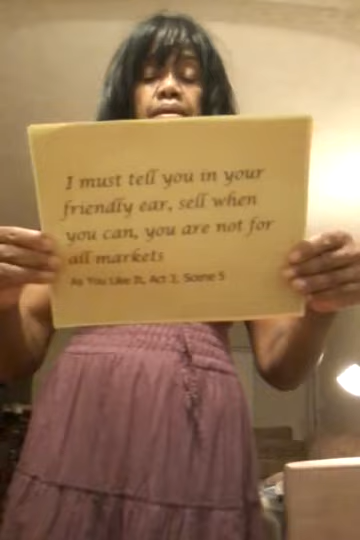 I must tell you in your
friendly ear, sell when
you can, you are not for
all markets
As You Like It, Act 3, Scene 5